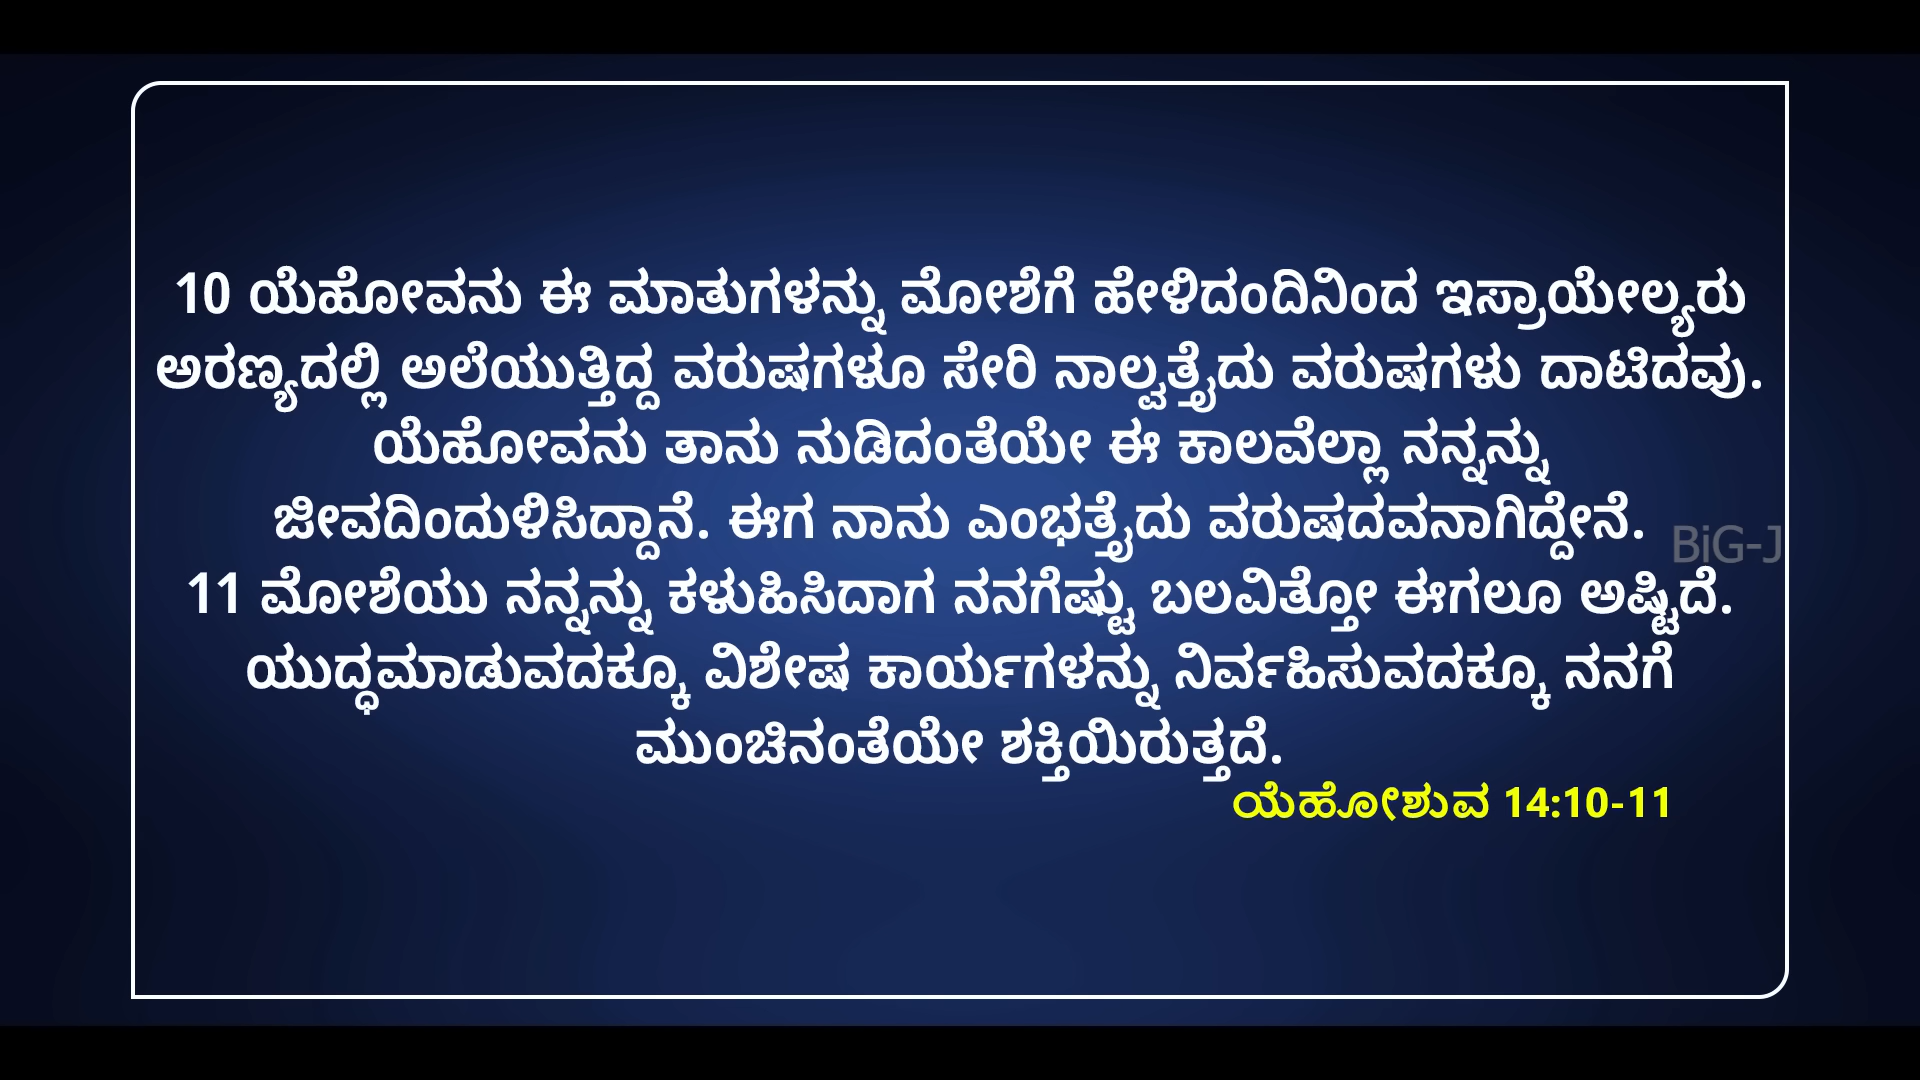 10 ಯೆಹೋವನು ಈ ಮಾತುಗಳನ್ನು ಮೋಶೆಗೆ ಹೇಳಿದಂದಿನಿಂದ ಇಸ್ರಾಯೇಲ್ಯರು
ಅರಣ್ಯದಲ್ಲಿ ಅಲೆಯುತ್ತಿದ್ದ ವರುಷಗಳೂ ಸೇರಿ ನಾಲ್ವತ್ತೈದು ವರುಷಗಳು ದಾಟಿದವು.
ಯೆಹೋವನು ತಾನು ನುಡಿದಂತೆಯೇ ಈ ಕಾಲವೆಲ್ಲಾ ನನ್ನನ್ನು
ಜೀವದಿಂದುಳಿಸಿದ್ದಾನೆ. ಈಗ ನಾನು ಎಂಭತ್ತೈದು ವರುಷದವನಾಗಿದ್ದೇನೆ.
BiG-J
11 ಮೋಶೆಯು ನನ್ನನ್ನು ಕಳುಹಿಸಿದಾಗ ನನಗೆಷ್ಟು ಬಲವಿತ್ತೋ ಈಗಲೂ ಅಷ್ಟಿದೆ.
ಯುದ್ಧಮಾಡುವದಕ್ಕೂ ವಿಶೇಷ ಕಾರ್ಯಗಳನ್ನು ನಿರ್ವಹಿಸುವದಕ್ಕೂ ನನಗೆ
ಮುಂಚಿನಂತೆಯೇ ಶಕ್ತಿಯಿರುತ್ತದೆ.
ಯೆಹೋಶುವ 14:10-11